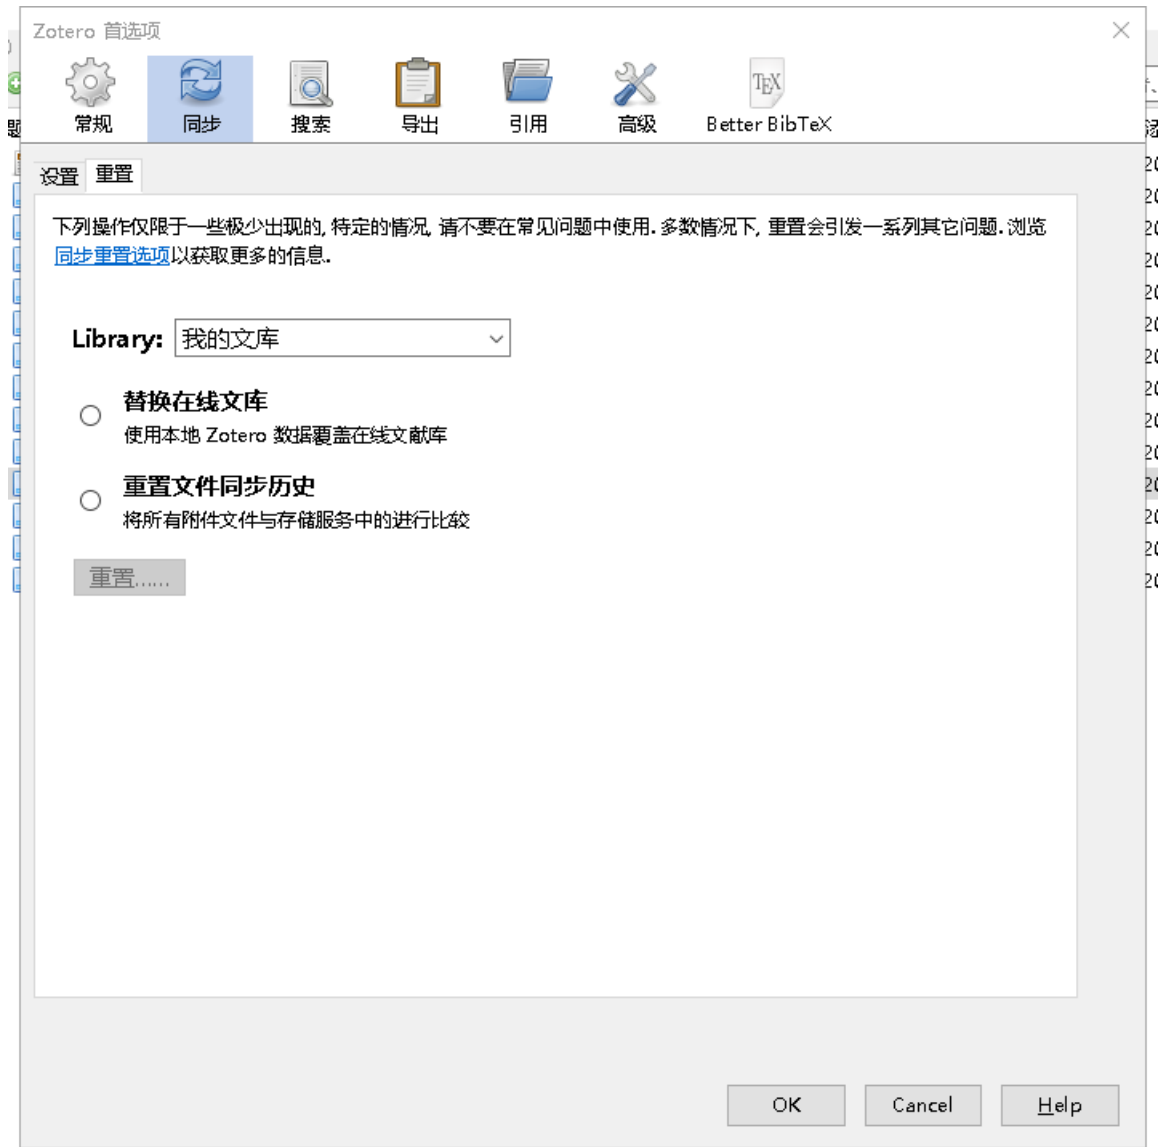 Zotero 首选项
常规 同步 搜索 导出 引用 高级 Better BibTeX
设置 重置
下列操作仅限于一些极少出现的, 特定的情况, 请不要在常见问题中使用. 多数情况下, 重置会引发一系列其它问题. 浏览
同步重置选项以获取更多的信息.
Library: 我的文库
替换在线文库
使用本地 Zotero 数据覆盖在线文献库
重置文件同步历史
将所有附件文件与存储服务中的进行比较
重置……
OK Cancel Help